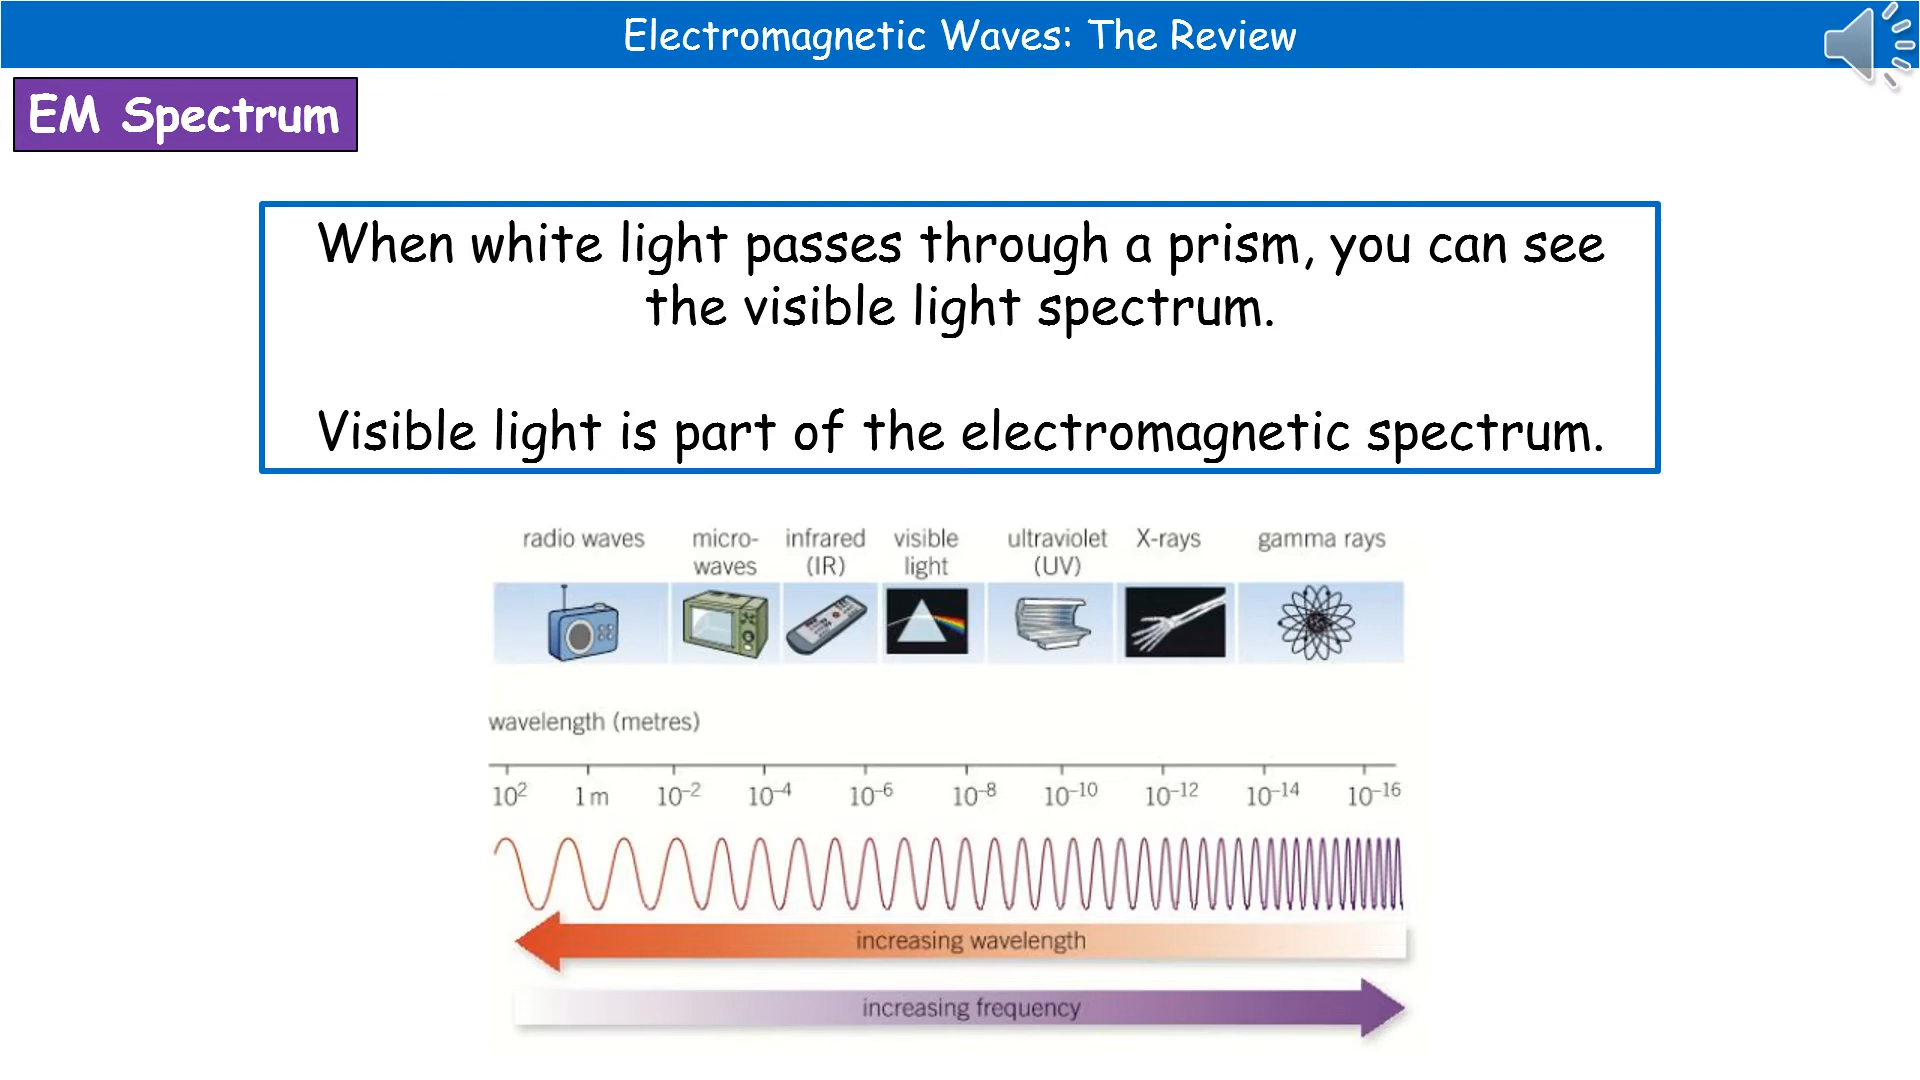 Electromagnetic Waves: The Review
EM Spectrum
When white light passes through a prism, you can see
the visible light spectrum.
Visible light is part of the electromagnetic spectrum.
radio waves micro- infrared visible ultraviolet X-rays gamma rays
waves (IR) light (UV)
wavelength (metres)
10² 1 m 10⁻² 10⁻⁴ 10⁻⁶ 10⁻⁸ 10⁻¹⁰ 10⁻¹² 10⁻¹⁴ 10⁻¹⁶
increasing wavelength
increasing frequency